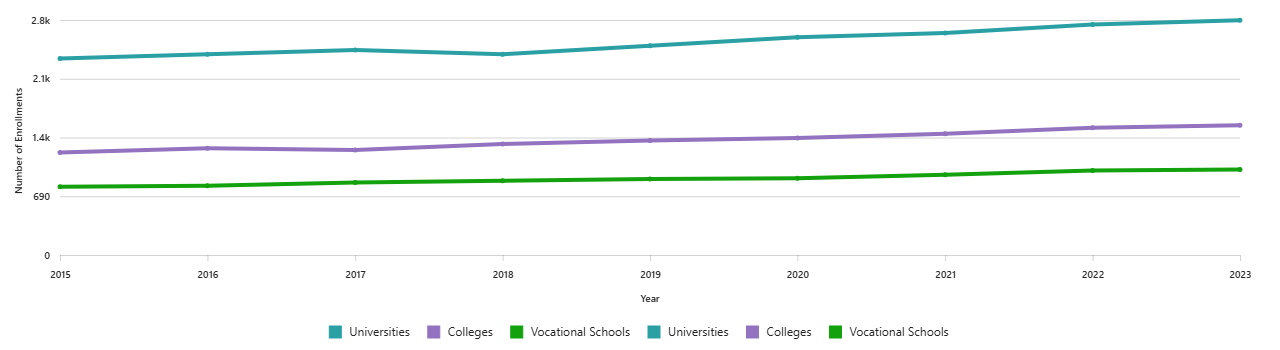 2.8k
2.1k
1.4k
690
0
Number of Enrollments
2015 2016 2017 2018 2019 2020 2021 2022 2023
Year
Universities Colleges Vocational Schools Universities Colleges Vocational Schools